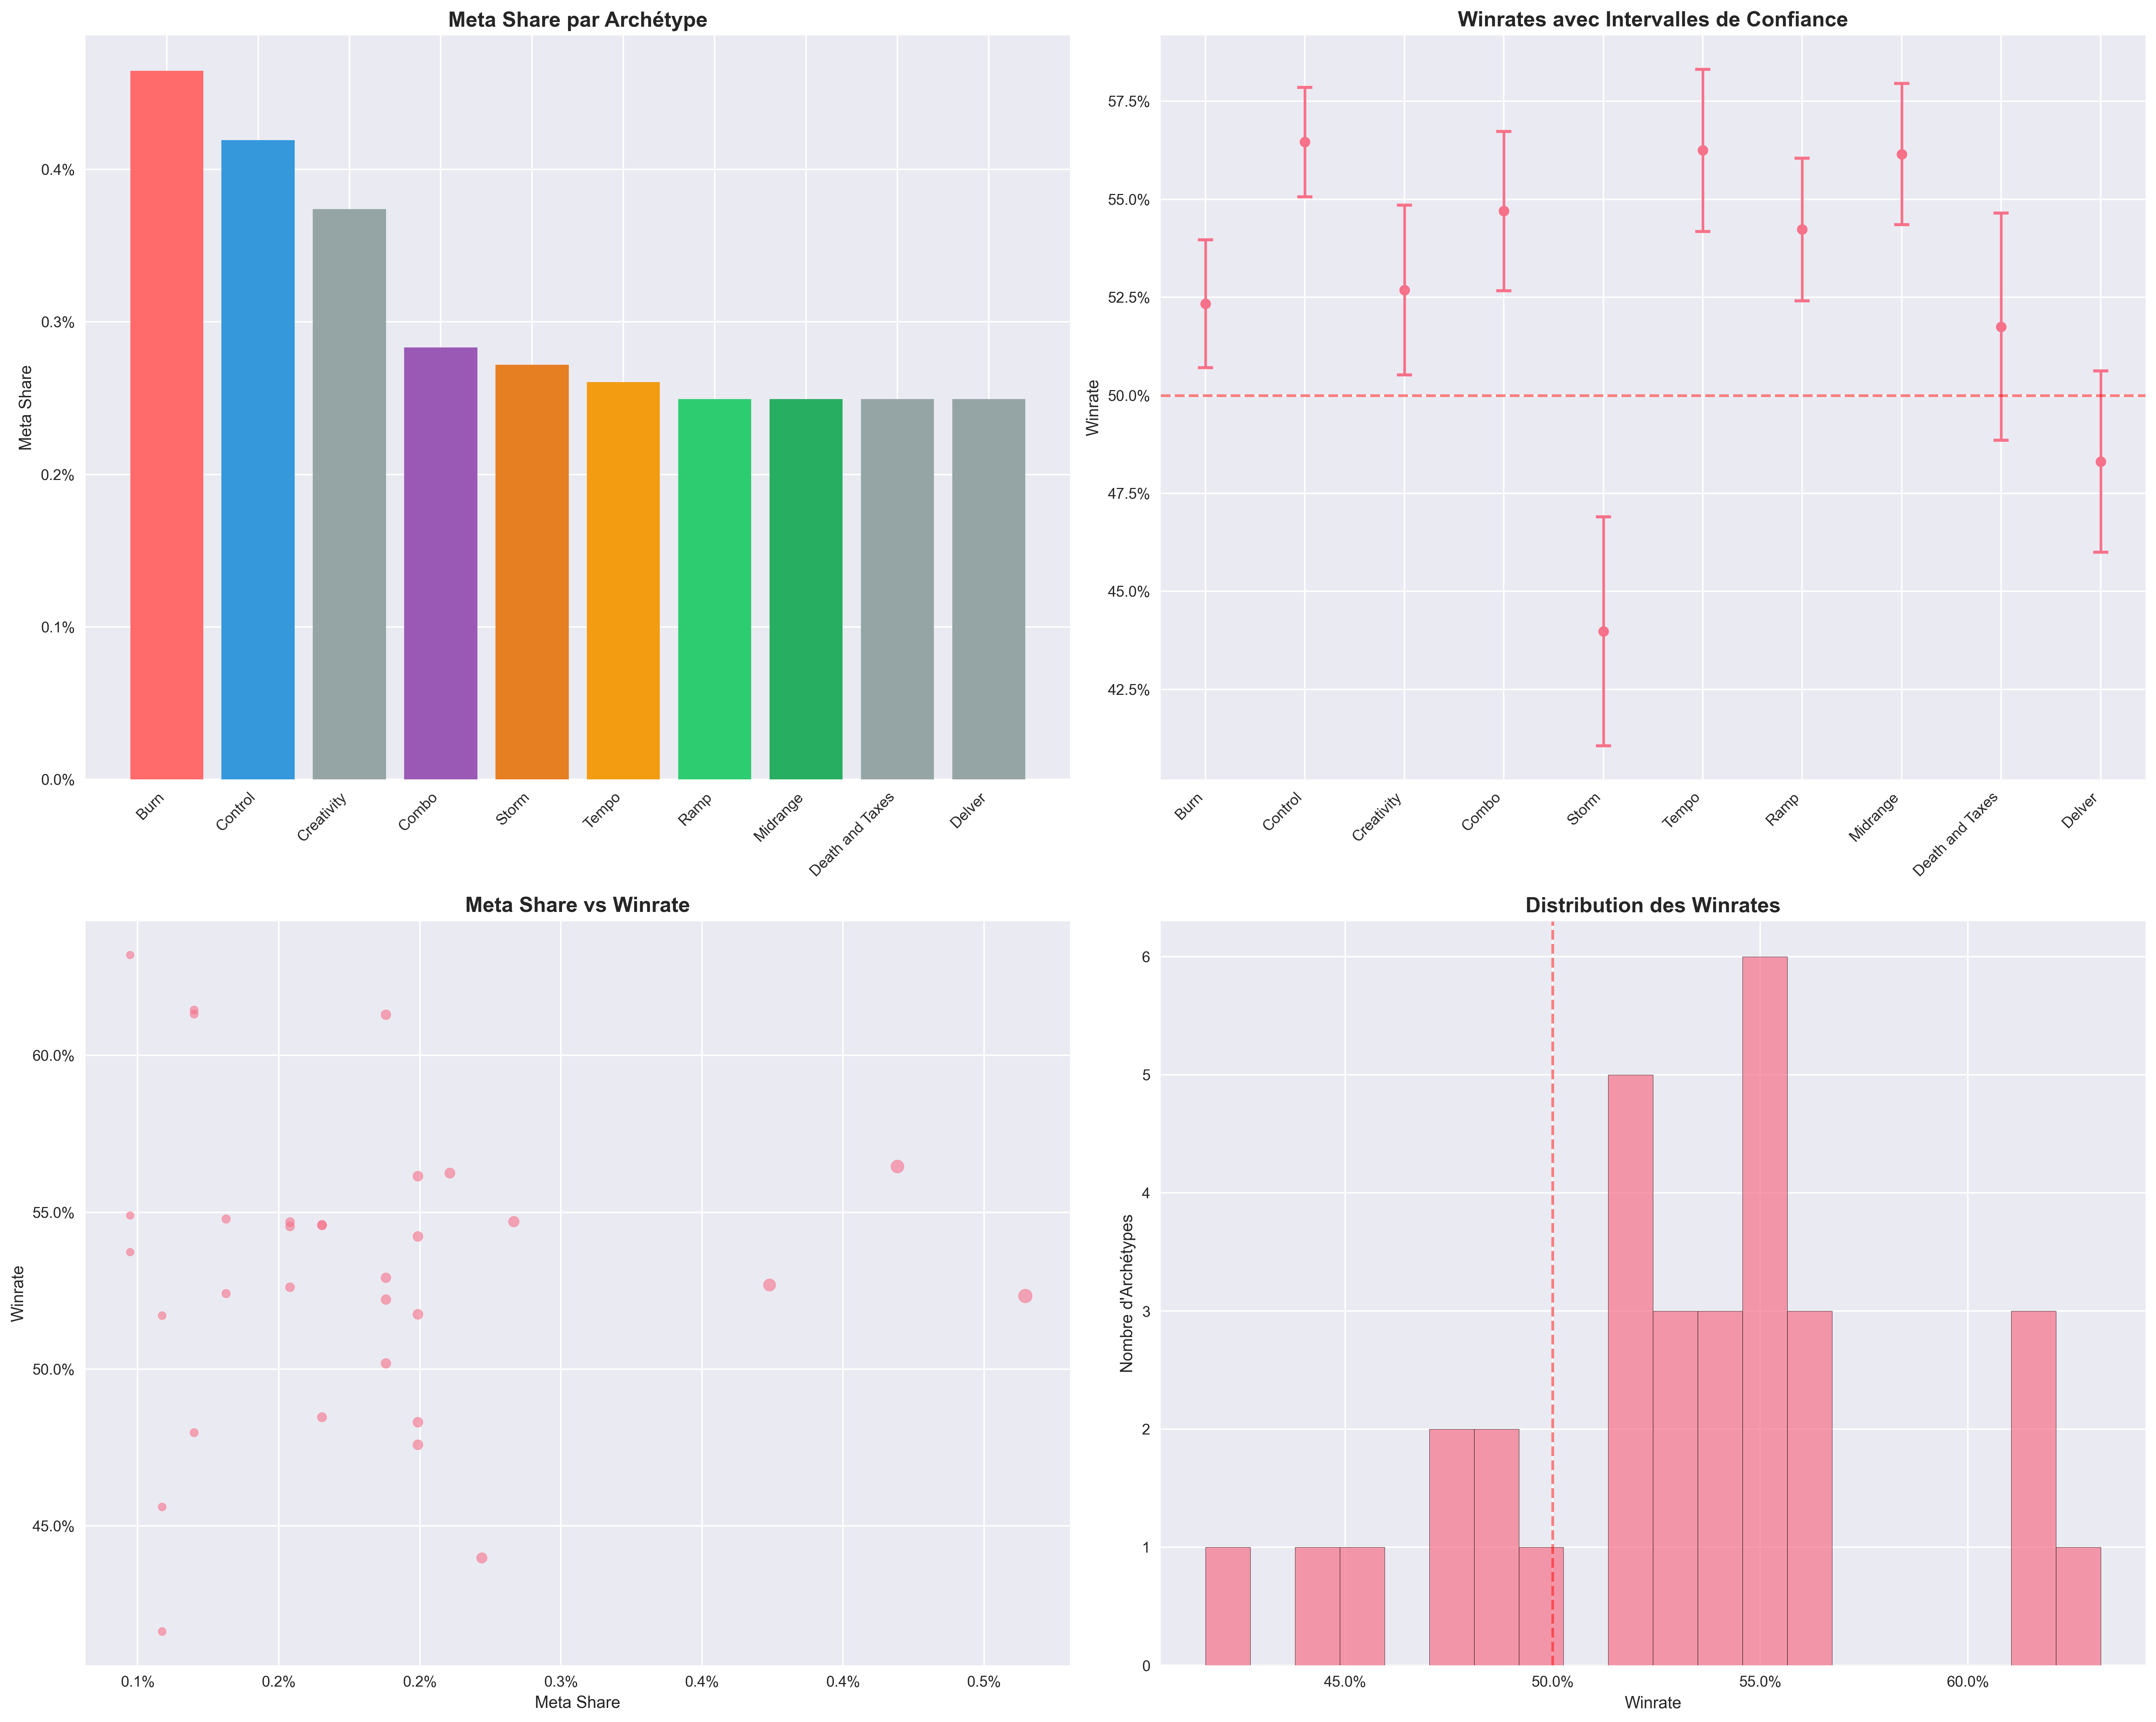 Meta Share par Archétype
Meta Share
0.4%
0.3%
0.2%
0.1%
0.0%
Burn
Control
Creativity
Combo
Storm
Tempo
Ramp
Midrange
Death and Taxes
Delver
Winrates avec Intervalles de Confiance
Winrate
57.5%
55.0%
52.5%
50.0%
47.5%
45.0%
42.5%
Burn
Control
Creativity
Combo
Storm
Tempo
Ramp
Midrange
Death and Taxes
Delver
Meta Share vs Winrate
Winrate
60.0%
55.0%
50.0%
45.0%
0.1%
0.2%
0.2%
0.3%
0.4%
0.4%
0.5%
Meta Share
Distribution des Winrates
Nombre d'Archétypes
6
5
4
3
2
1
0
45.0%
50.0%
55.0%
60.0%
Winrate